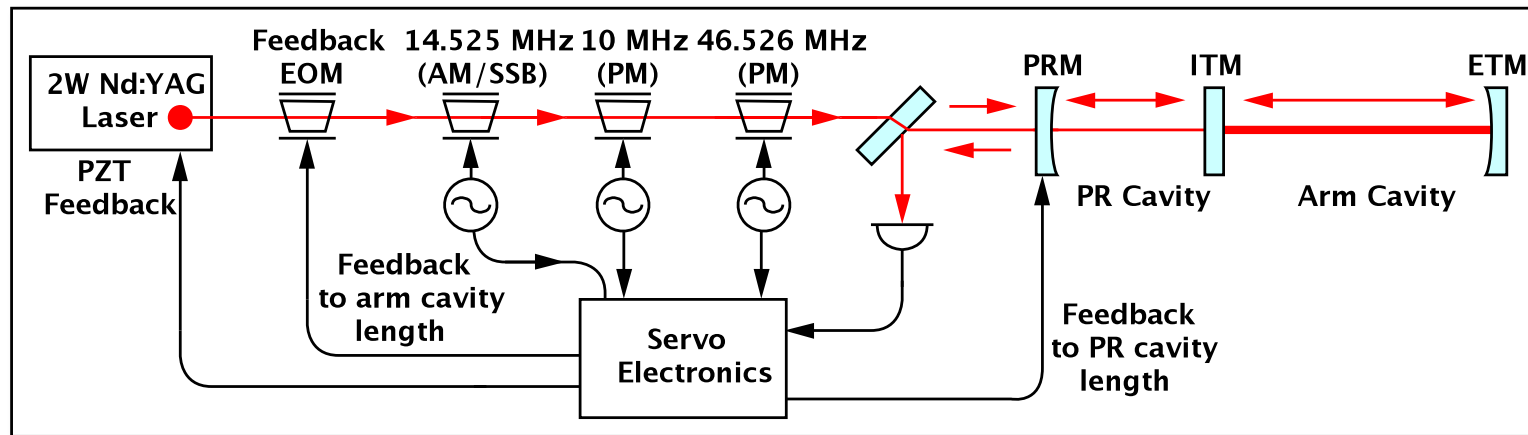 2W Nd:YAG
Laser
PZT
Feedback
Feedback
EOM
14.525 MHz
(AM/SSB)
10 MHz
(PM)
46.526 MHz
(PM)
PRM
ITM
ETM
PR Cavity
Arm Cavity
Feedback
to arm cavity
length
Servo
Electronics
Feedback
to PR cavity
length